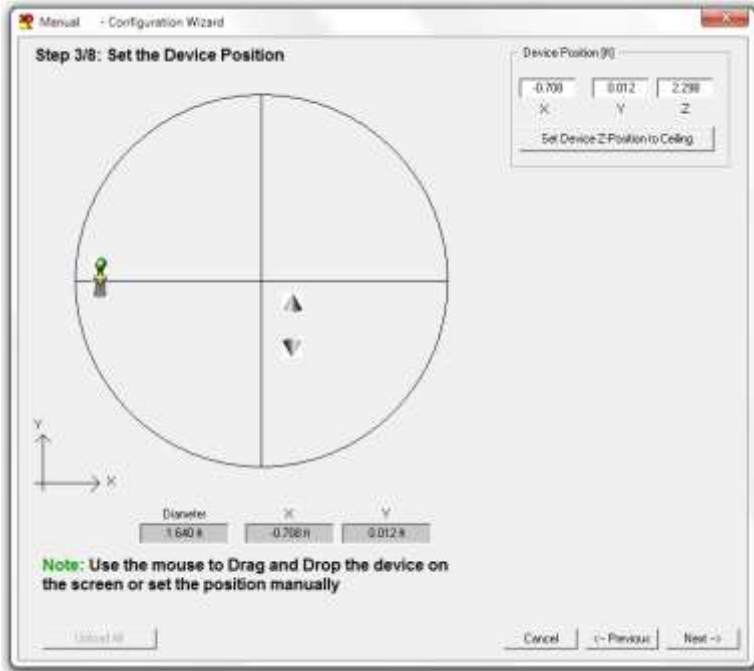 Manual - Configuration Wizard
Step 3/8: Set the Device Position
Device Position [ft]
-0.708 0.012 2.298
X Y Z
Set Device Z-Position to Ceiling
Y
X
Diameter X Y
1.640 ft -0.708 ft 0.012 ft
Note: Use the mouse to Drag and Drop the device on
the screen or set the position manually
Upload All Cancel <- Previous Next ->